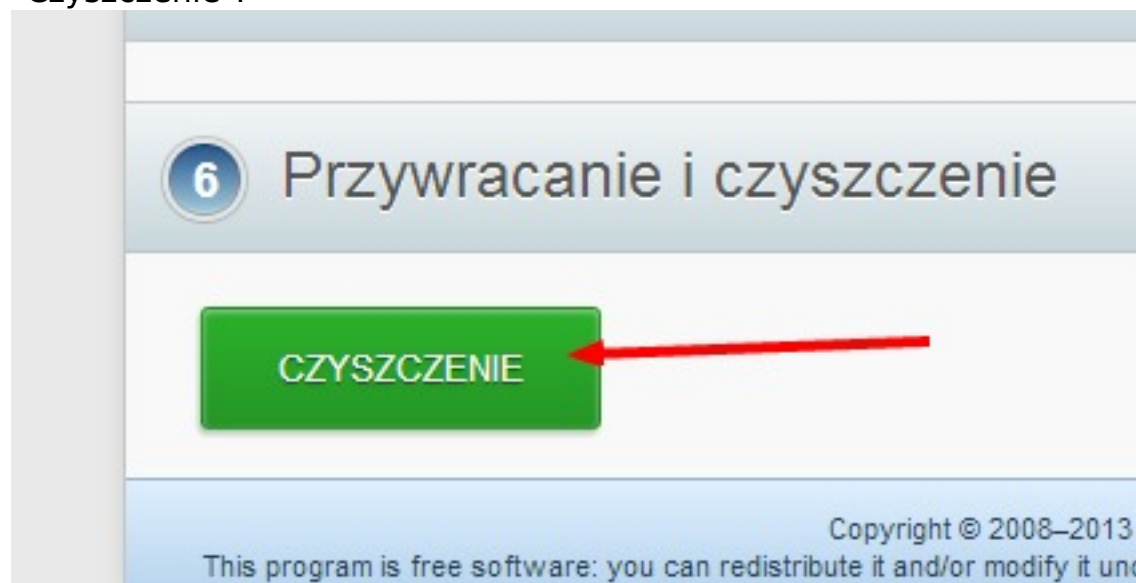 6 Przywracanie i czyszczenie
CZYSZCZENIE
Copyright © 2008–2013
This program is free software: you can redistribute it and/or modify it